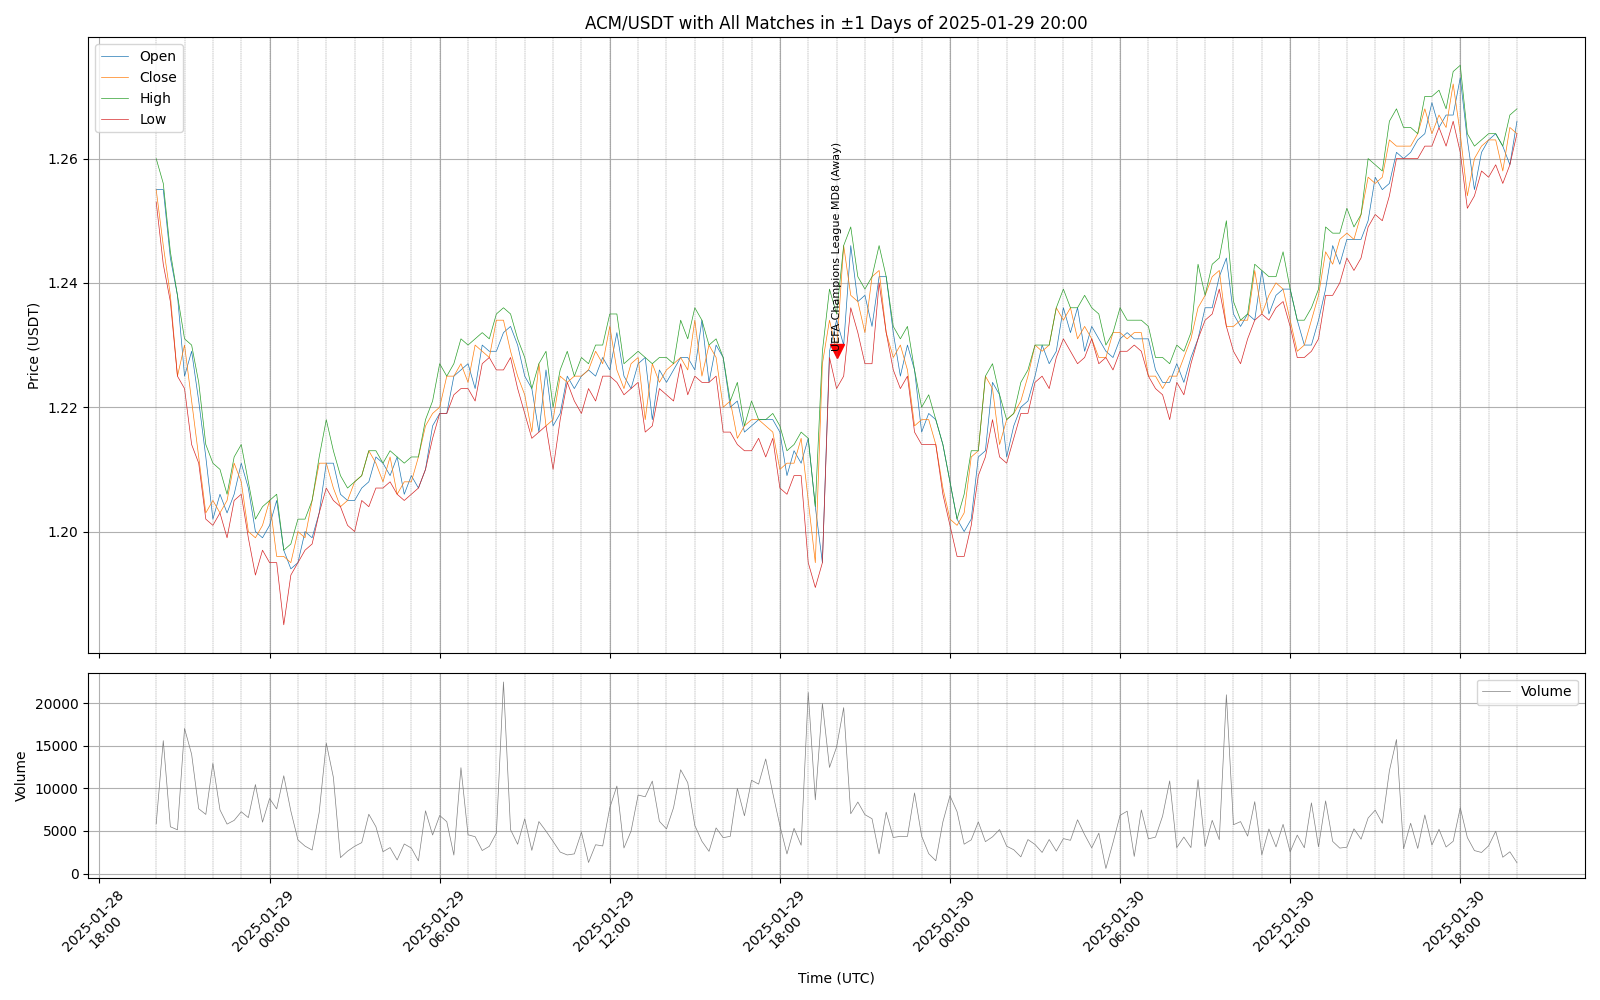 ACM/USDT with All Matches in ±1 Days of 2025-01-29 20:00
Open
Close
High
Low
1.26
1.24
1.22
1.20
Price (USDT)
UEFA Champions League MD8 (Away)
Volume
20000
15000
10000
5000
0
Volume
2025-01-28
18:00
2025-01-29
00:00
2025-01-29
06:00
2025-01-29
12:00
2025-01-29
18:00
2025-01-30
00:00
2025-01-30
06:00
2025-01-30
12:00
2025-01-30
18:00
Time (UTC)